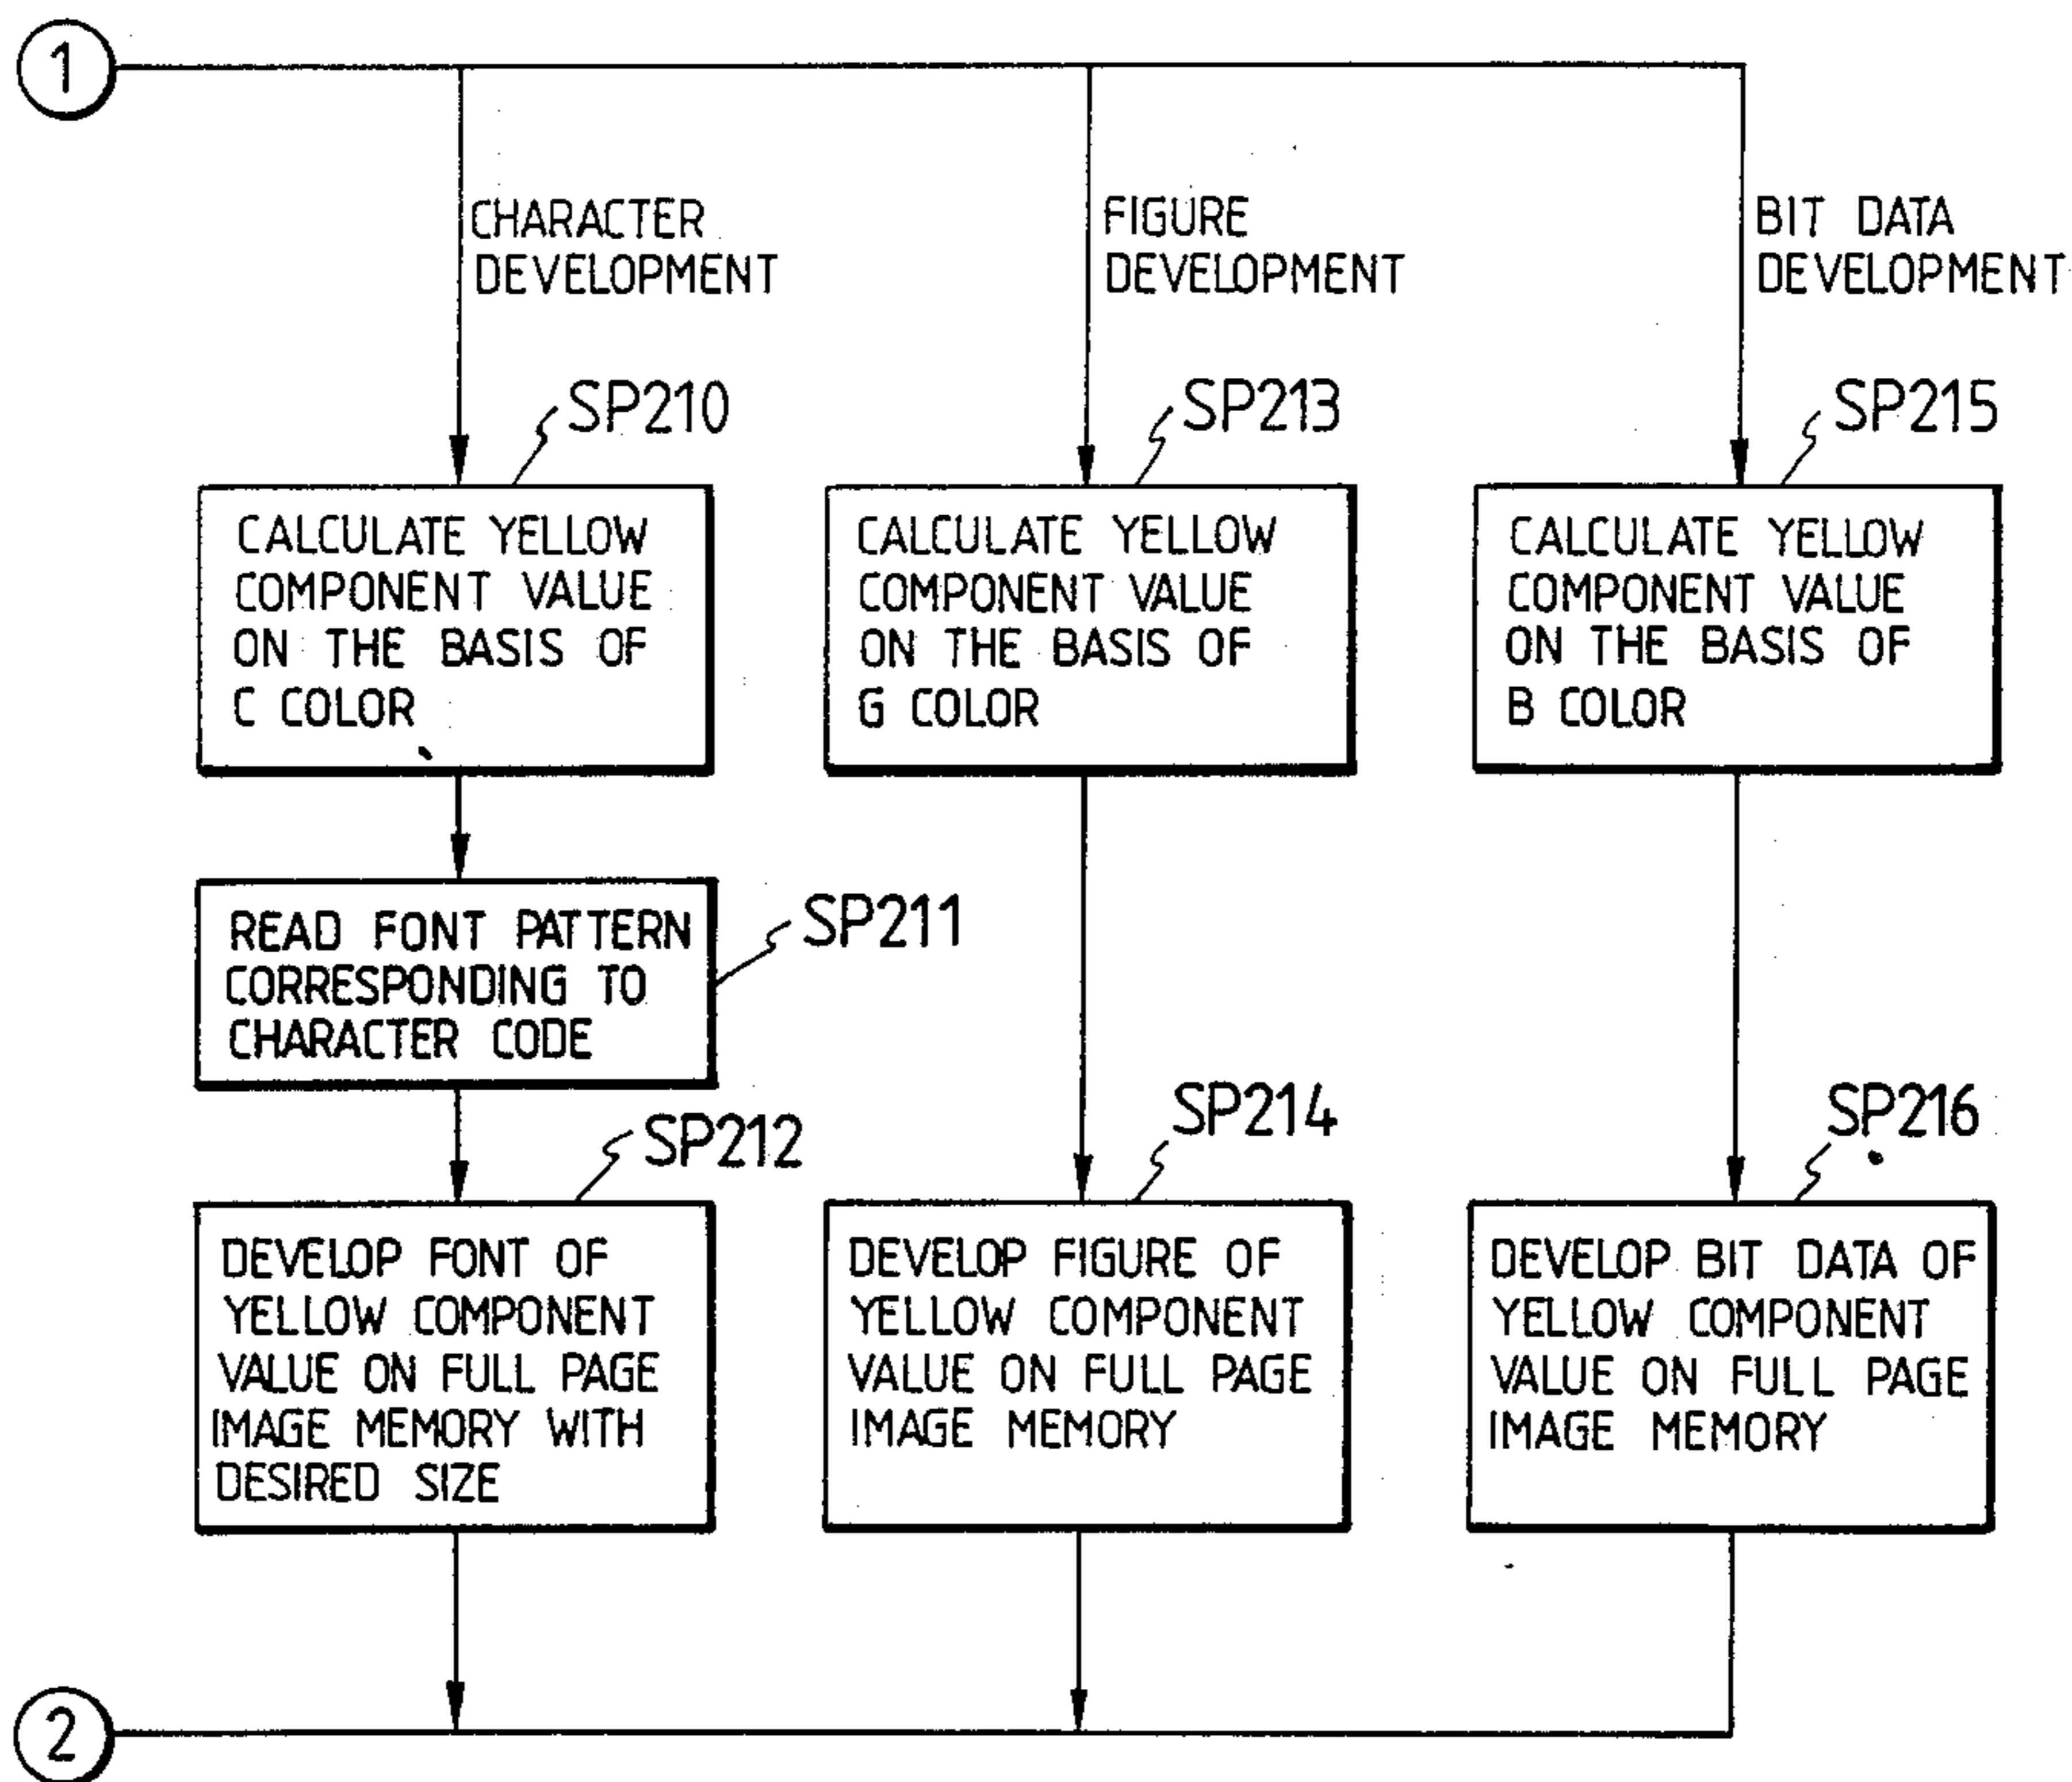 1
CHARACTER
DEVELOPMENT
FIGURE
DEVELOPMENT
BIT DATA
DEVELOPMENT
SP210
CALCULATE YELLOW
COMPONENT VALUE
ON THE BASIS OF
C COLOR
SP213
CALCULATE YELLOW
COMPONENT VALUE
ON THE BASIS OF
G COLOR
SP215
CALCULATE YELLOW
COMPONENT VALUE
ON THE BASIS OF
B COLOR
SP211
READ FONT PATTERN
CORRESPONDING TO
CHARACTER CODE
SP212
DEVELOP FONT OF
YELLOW COMPONENT
VALUE ON FULL PAGE
IMAGE MEMORY WITH
DESIRED SIZE
SP214
DEVELOP FIGURE OF
YELLOW COMPONENT
VALUE ON FULL PAGE
IMAGE MEMORY
SP216
DEVELOP BIT DATA OF
YELLOW COMPONENT
VALUE ON FULL PAGE
IMAGE MEMORY
2